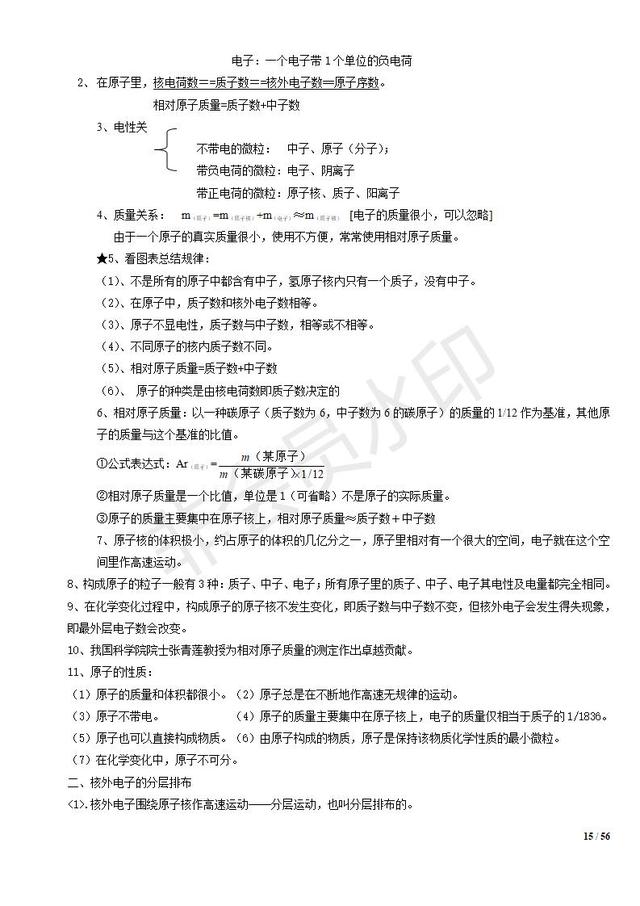 电子：一个电子带1个单位的负电荷
2、在原子里，核电荷数==质子数==核外电子数==原子序数。
相对原子质量=质子数+中子数
3、电性关
不带电的微粒： 中子、原子（分子）；
带负电荷的微粒：电子、阴离子
带正电荷的微粒：原子核、质子、阳离子
4、质量关系： m（原子）=m（原子核）+m（电子）≈m（原子核） [电子的质量很小，可以忽略]
由于一个原子的真实质量很小，使用不方便，常常使用相对原子质量。
★5、看图表总结规律：
（1）、不是所有的原子中都含有中子，氢原子核内只有一个质子，没有中子。
（2）、在原子中，质子数和核外电子数相等。
（3）、原子不显电性，质子数与中子数，相等或不相等。
（4）、不同原子的核内质子数不同。
（5）、相对原子质量=质子数+中子数
（6）、 原子的种类是由核电荷数即质子数决定的
6、相对原子质量：以一种碳原子（质子数为6，中子数为6的碳原子）的质量的1/12作为基准，其他原
子的质量与这个基准的比值。
①公式表达式：Ar（原子）= m（某原子）
m（某碳原子）×1/12
②相对原子质量是一个比值，单位是1（可省略）不是原子的实际质量。
③原子的质量主要集中在原子核上，相对原子质量≈质子数＋中子数
7、原子核的体积极小，约占原子的体积的几亿分之一，原子里相对有一个很大的空间，电子就在这个空
间里作高速运动。
8、构成原子的粒子一般有3种：质子、中子、电子；所有原子里的质子、中子、电子其电性及电量都完全相同。
9、在化学变化过程中，构成原子的原子核不发生变化，即质子数与中子数不变，但核外电子会发生得失现象，
即最外层电子数会改变。
10、我国科学院院士张青莲教授为相对原子质量的测定作出卓越贡献。
11、原子的性质：
（1）原子的质量和体积都很小。（2）原子总是在不断地作高速无规律的运动。
（3）原子不带电。 （4）原子的质量主要集中在原子核上，电子的质量仅相当于质子的1/1836。
（5）原子也可以直接构成物质。（6）由原子构成的物质，原子是保持该物质化学性质的最小微粒。
（7）在化学变化中，原子不可分。
二、核外电子的分层排布
<1>.核外电子围绕原子核作高速运动——分层运动，也叫分层排布的。
15 / 56
非会员水印